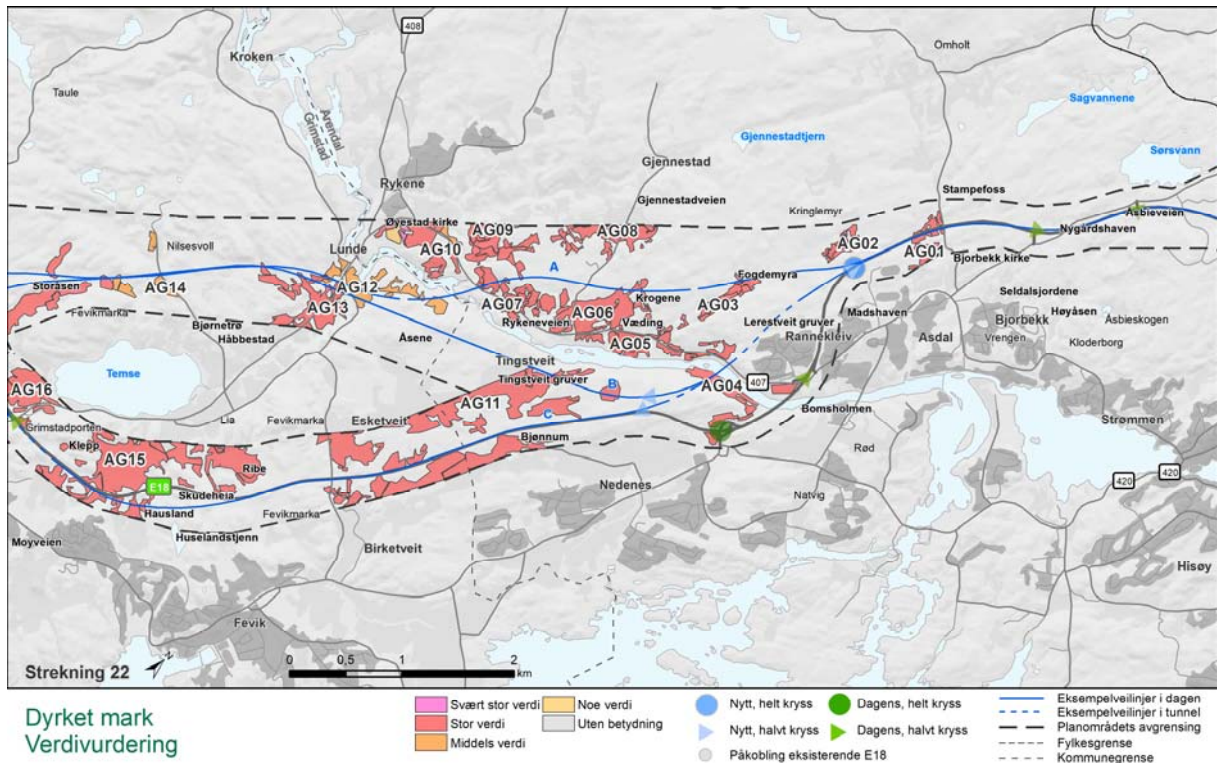 408
Kroken
Omholt
Taule
Sagvannene
Arendal
Grimstad
Gjennestadtjern
Sørsvann
Gjennestad
Rykene
Gjennestadveien
Stampefoss
Kringlemyr
Øyestad kirke
AG09
AG08
Asbieveien
Nilsesvoll
Lunde
AG10
AG02
AG01
Nygårdshaven
A
Bjorbekk kirke
Storåsen
AG14
AG12
Fogdemyra
AG13
AG07
Krogene
AG03
Seldalsjordene
Fevikmarka
AG06
Bjørnetrø
Rykeneveien
Væding
Lerestveit gruver
Madshaven
Bjorbekk
Høyåsen
Åsbieskogen
Håbbestad
Åsene
AG05
Rannekleiv
Asdal
Vrengen
Kloderborg
Tingstveit
Temse
Tingstveit gruver
B
AG04
407
AG16
AG11
C
Bomsholmen
Grimstadporten
Lia
Fevikmarka
Esketveit
Strømmen
Klepp
Bjønnum
Rød
AG15
Ribe
420
420
E18
Skudeheia
Nedenes
Natvig
Hausland
Fevikmarka
Moyveien
Huselandstjenn
Birketveit
Hisøy
Fevik
Strekning 22
N
0
0,5
1
2
km
Dyrket mark
Verdivurdering
Svært stor verdi
Stor verdi
Middels verdi
Noe verdi
Uten betydning
Nytt, helt kryss
Nytt, halvt kryss
Påkobling eksisterende E18
Dagens, helt kryss
Dagens, halvt kryss
Eksempelveilinjer i dagen
Eksempelveilinjer i tunnel
Planområdets avgrensing
Fylkesgrense
Kommunegrense